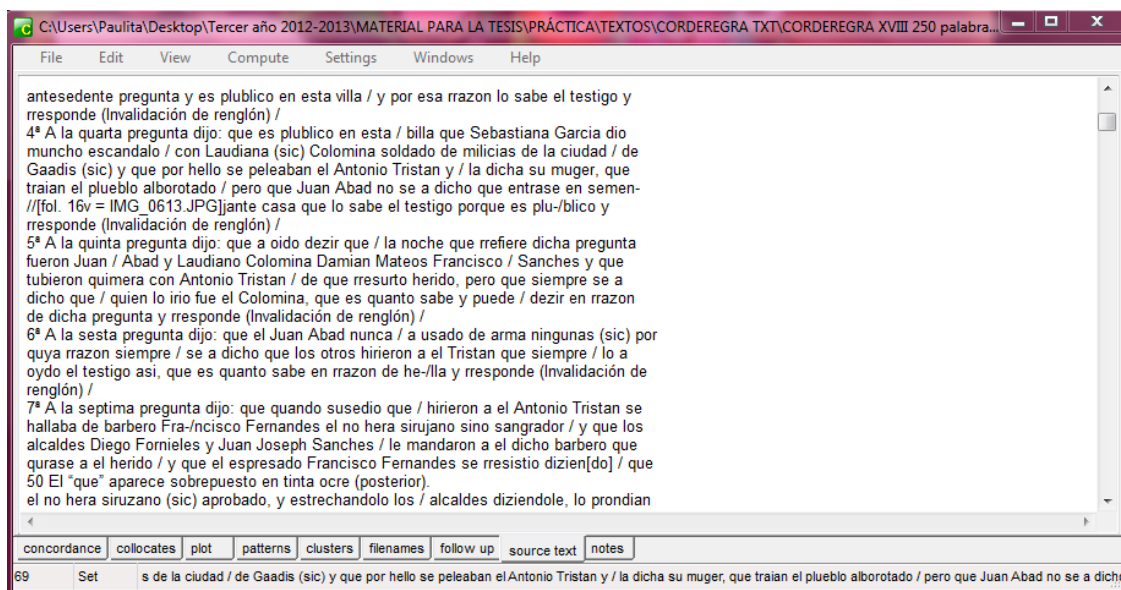 C:\Users\Paulita\Desktop\Tercer año 2012-2013\MATERIAL PARA LA TESIS\PRÁCTICA\TEXTOS\CORDEREGRA TXT\CORDEREGRA XVIII 250 palabra...
File Edit View Compute Settings Windows Help
antesedente pregunta y es plublico en esta villa / y por esa rrazon lo sabe el testigo y
rresponde (Invalidación de renglón) /
4ª A la quarta pregunta dijo: que es plublico en esta / billa que Sebastiana Garcia dio
muncho escandalo / con Laudiana (sic) Colomina soldado de milicias de la ciudad / de
Gaadis (sic) y que por hello se peleaban el Antonio Tristan y / la dicha su muger, que
traian el plueblo alborotado / pero que Juan Abad no se a dicho que entrase en semen-
//[fol. 16v = IMG_0613.JPG]jante casa que lo sabe el testigo porque es plu-/blico y
rresponde (Invalidación de renglón) /
5ª A la quinta pregunta dijo: que a oido dezir que / la noche que rrefiere dicha pregunta
fueron Juan / Abad y Laudiano Colomina Damian Mateos Francisco / Sanches y que
tubieron quimera con Antonio Tristan / de que rresurto herido, pero que siempre se a
dicho que / quien lo irio fue el Colomina, que es quanto sabe y puede / dezir en rrazon
de dicha pregunta y rresponde (Invalidación de renglón) /
6ª A la sesta pregunta dijo: que el Juan Abad nunca / a usado de arma ningunas (sic) por
quya rrazon siempre / se a dicho que los otros hirieron a el Tristan que siempre / lo a
oydo el testigo asi, que es quanto sabe en rrazon de he-/lla y rresponde (Invalidación de
renglón) /
7ª A la septima pregunta dijo: que quando susedio que / hirieron a el Antonio Tristan se
hallaba de barbero Fra-/ncisco Fernandes el no hera sirujano sino sangrador / y que los
alcaldes Diego Fornieles y Juan Joseph Sanches / le mandaron a el dicho barbero que
qurase a el herido / y que el espresado Francisco Fernandes se rresistio dizien[do] / que
50 El “que” aparece sobrepuesto en tinta ocre (posterior).
el no hera siruzano (sic) aprobado, y estrechandolo los / alcaldes diziendole, lo prondian
concordance collocates plot patterns clusters filenames follow up source text notes
69 Set s de la ciudad / de Gaadis (sic) y que por hello se peleaban el Antonio Tristan y / la dicha su muger, que traian el plueblo alborotado / pero que Juan Abad no se a dich